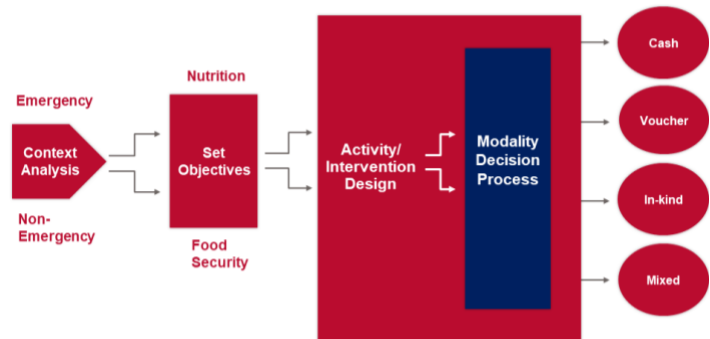 Emergency
Context
Analysis
Non-
Emergency
Nutrition
Set
Objectives
Food
Security
Activity/
Intervention
Design
Modality
Decision
Process
Cash
Voucher
In-kind
Mixed